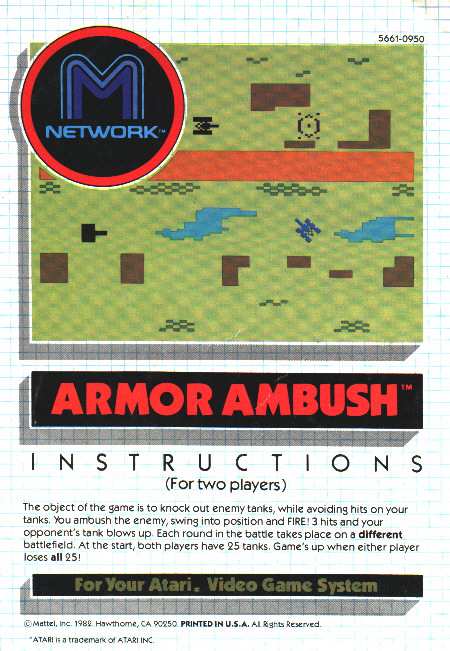 5661-0950
M
NETWORK™
ARMOR AMBUSH™
INSTRUCTIONS
(For two players)
The object of the game is to knock out enemy tanks, while avoiding hits on your
tanks. You ambush the enemy, swing into position and FIRE! 3 hits and your
opponent's tank blows up. Each round in the battle takes place on a different
battlefield. At the start, both players have 25 tanks. Game's up when either player
loses all 25!
For Your Atari® Video Game System
© Mattel, Inc. 1982. Hawthorne, CA 90250. PRINTED IN U.S.A. All Rights Reserved.
*ATARI is a trademark of ATARI INC.